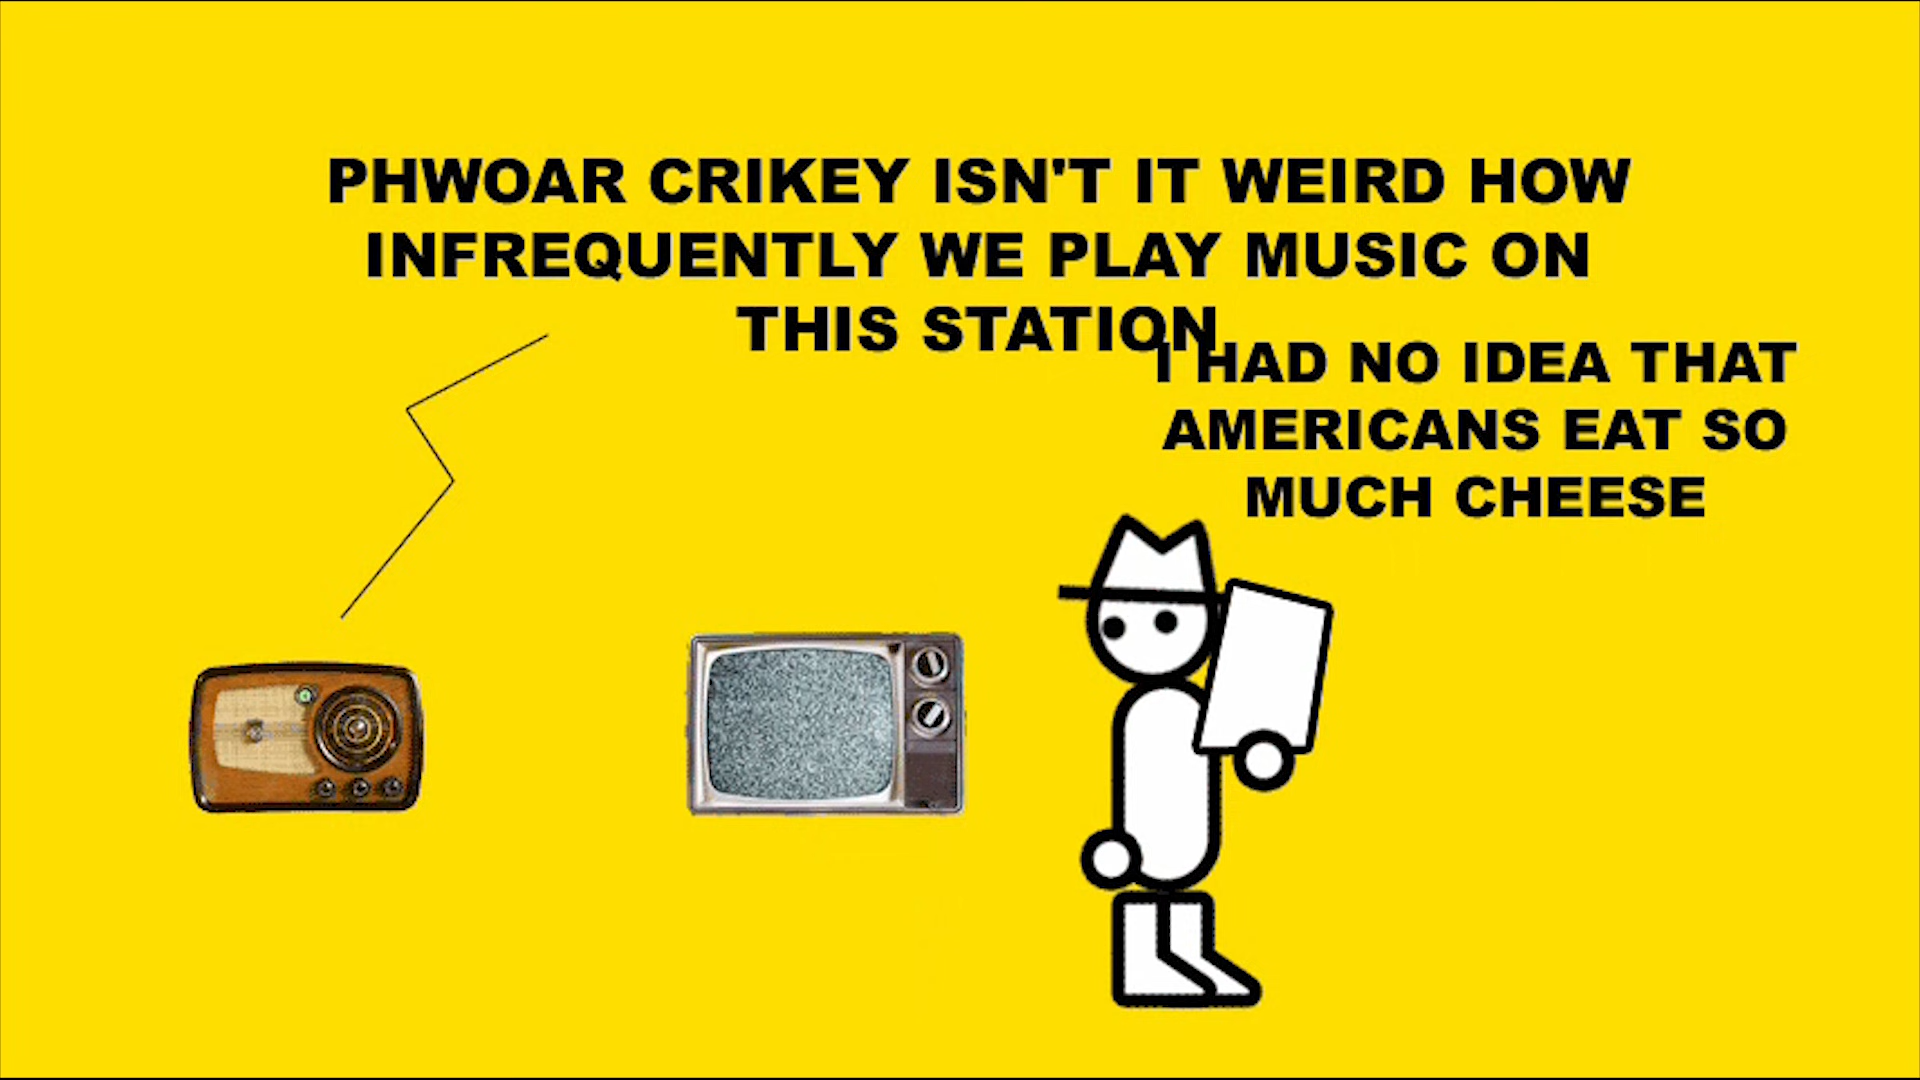 PHWOAR CRIKEY ISN'T IT WEIRD HOW
INFREQUENTLY WE PLAY MUSIC ON
THIS STATION
I HAD NO IDEA THAT
AMERICANS EAT SO
MUCH CHEESE